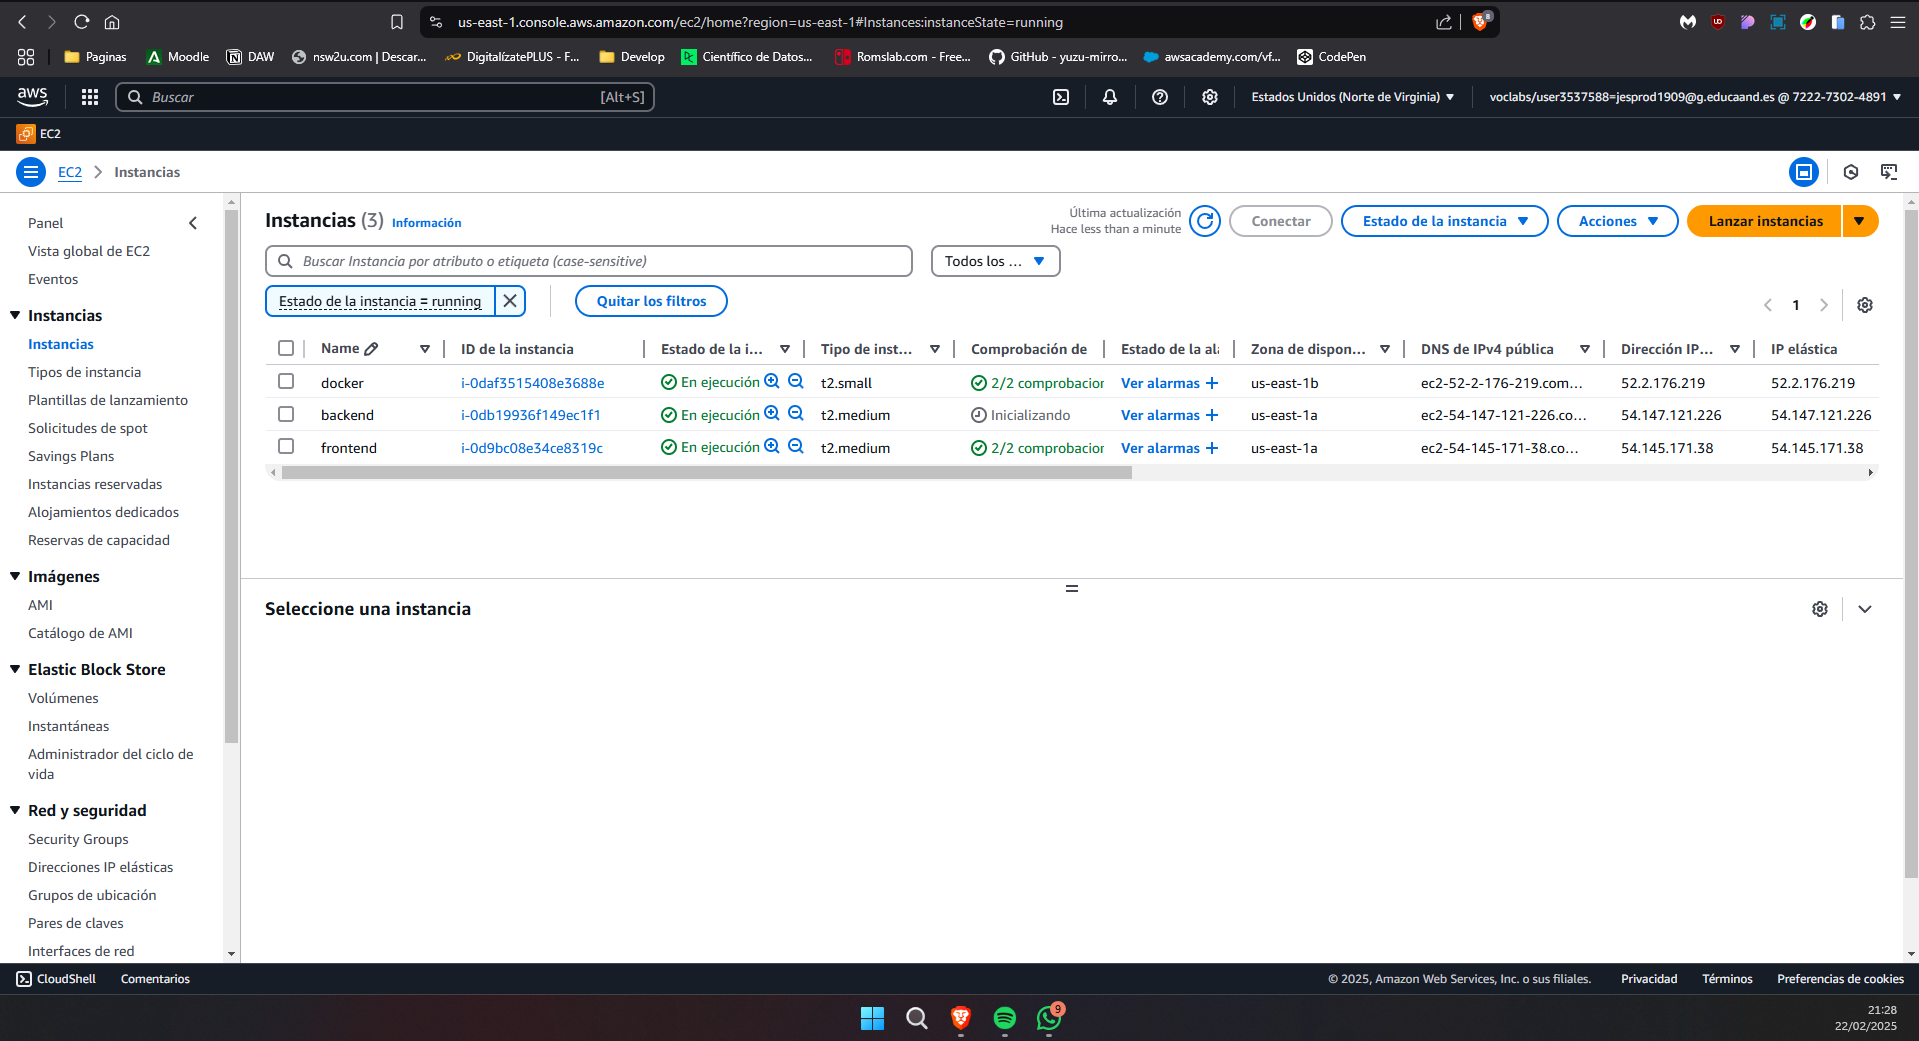 us-east-1.console.aws.amazon.com/ec2/home?region=us-east-1#Instances:instanceState=running
8
Paginas
Moodle
DAW
nsw2u.com | Descar...
DigitalízatePLUS - F...
Develop
Científico de Datos...
Romslab.com - Free...
GitHub - yuzu-mirro...
awsacademy.com/vf...
CodePen
aws
Buscar
[Alt+S]
Estados Unidos (Norte de Virginia)
voclabs/user3537588=jesprod1909@g.educaand.es @ 7222-7302-4891
EC2
EC2
Instancias
Panel
Vista global de EC2
Eventos
Instancias
Instancias
Tipos de instancia
Plantillas de lanzamiento
Solicitudes de spot
Savings Plans
Instancias reservadas
Alojamientos dedicados
Reservas de capacidad
Imágenes
AMI
Catálogo de AMI
Elastic Block Store
Volúmenes
Instantáneas
Administrador del ciclo de
vida
Red y seguridad
Security Groups
Direcciones IP elásticas
Grupos de ubicación
Pares de claves
Interfaces de red
Instancias (3) Información
Última actualización
Hace less than a minute
Conectar
Estado de la instancia
Acciones
Lanzar instancias
Buscar Instancia por atributo o etiqueta (case-sensitive)
Todos los ...
Estado de la instancia = running
Quitar los filtros
1
Name ID de la instancia Estado de la i... Tipo de inst... Comprobación de Estado de la ala Zona de dispon... DNS de IPv4 pública Dirección IP... IP elástica
docker i-0daf3515408e3688e En ejecución t2.small 2/2 comprobacion Ver alarmas + us-east-1b ec2-52-2-176-219.com... 52.2.176.219 52.2.176.219
backend i-0db19936f149ec1f1 En ejecución t2.medium Inicializando Ver alarmas + us-east-1a ec2-54-147-121-226.co... 54.147.121.226 54.147.121.226
frontend i-0d9bc08e34ce8319c En ejecución t2.medium 2/2 comprobacion Ver alarmas + us-east-1a ec2-54-145-171-38.co... 54.145.171.38 54.145.171.38
Seleccione una instancia
CloudShell
Comentarios
© 2025, Amazon Web Services, Inc. o sus filiales.
Privacidad
Términos
Preferencias de cookies
9
21:28
22/02/2025